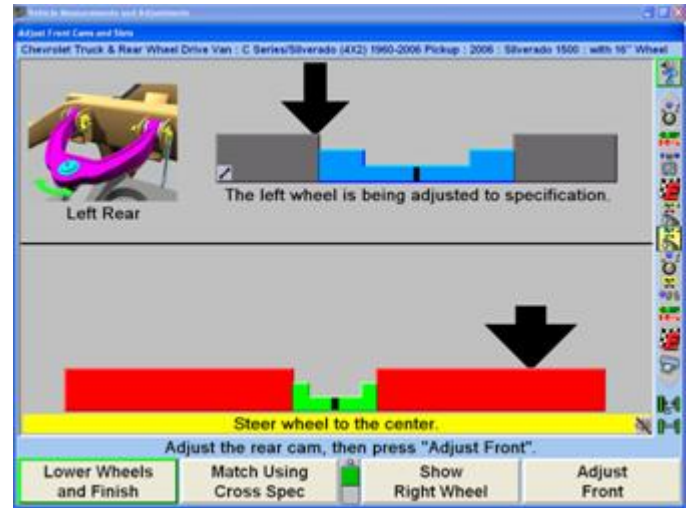 Vehicle Measurements and Adjustments
Adjust Front Cams and Slots
Chevrolet Truck & Rear Wheel Drive Van : C Series/Silverado (4X2) 1960-2006 Pickup : 2006 : Silverado 1500 : with 16" Wheel
The left wheel is being adjusted to specification.
Left Rear
Steer wheel to the center.
Adjust the rear cam, then press "Adjust Front".
Lower Wheels
and Finish
Match Using
Cross Spec
Show
Right Wheel
Adjust
Front